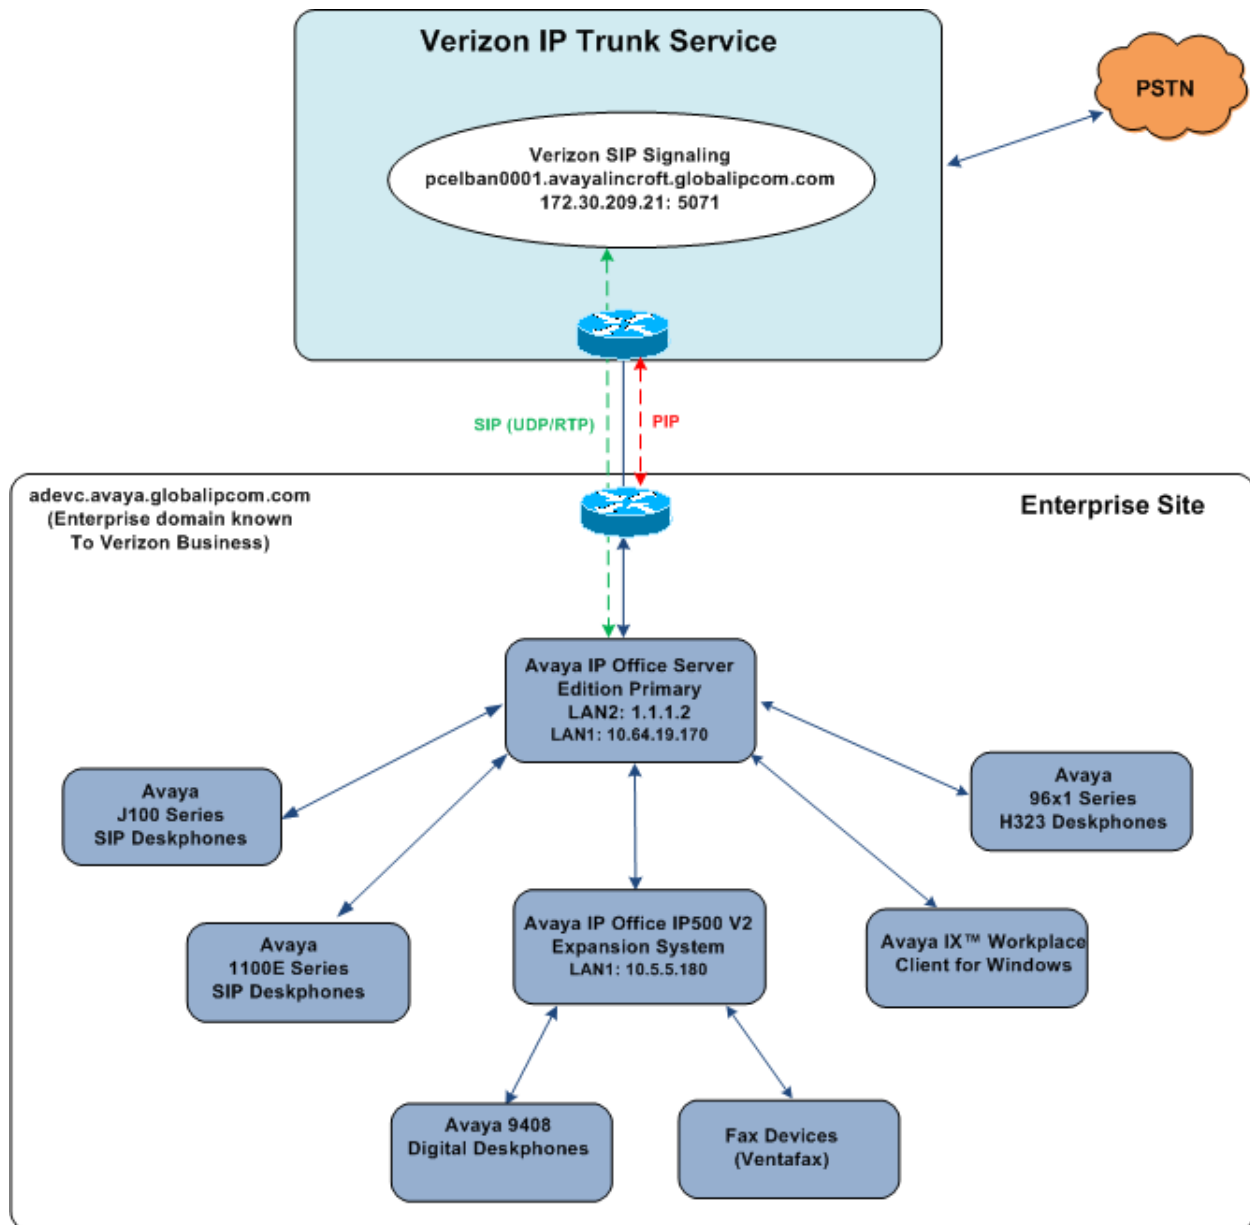 Verizon IP Trunk Service
PSTN
Verizon SIP Signaling
pcelban0001.avayalincroft.globalipcom.com
172.30.209.21: 5071
SIP (UDP/RTP)
PIP
adevc.avaya.globalipcom.com
(Enterprise domain known
To Verizon Business)
Enterprise Site
Avaya IP Office Server
Edition Primary
LAN2: 1.1.1.2
LAN1: 10.64.19.170
Avaya
J100 Series
SIP Deskphones
Avaya
96x1 Series
H323 Deskphones
Avaya
1100E Series
SIP Deskphones
Avaya IP Office IP500 V2
Expansion System
LAN1: 10.5.5.180
Avaya IX™ Workplace
Client for Windows
Avaya 9408
Digital Deskphones
Fax Devices
(Ventafax)